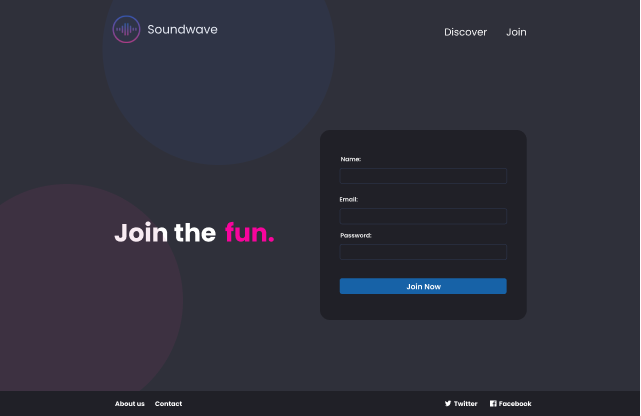 Soundwave
Discover Join
Name:
Email:
Join the fun.
Password:
Join Now
About us Contact Twitter Facebook